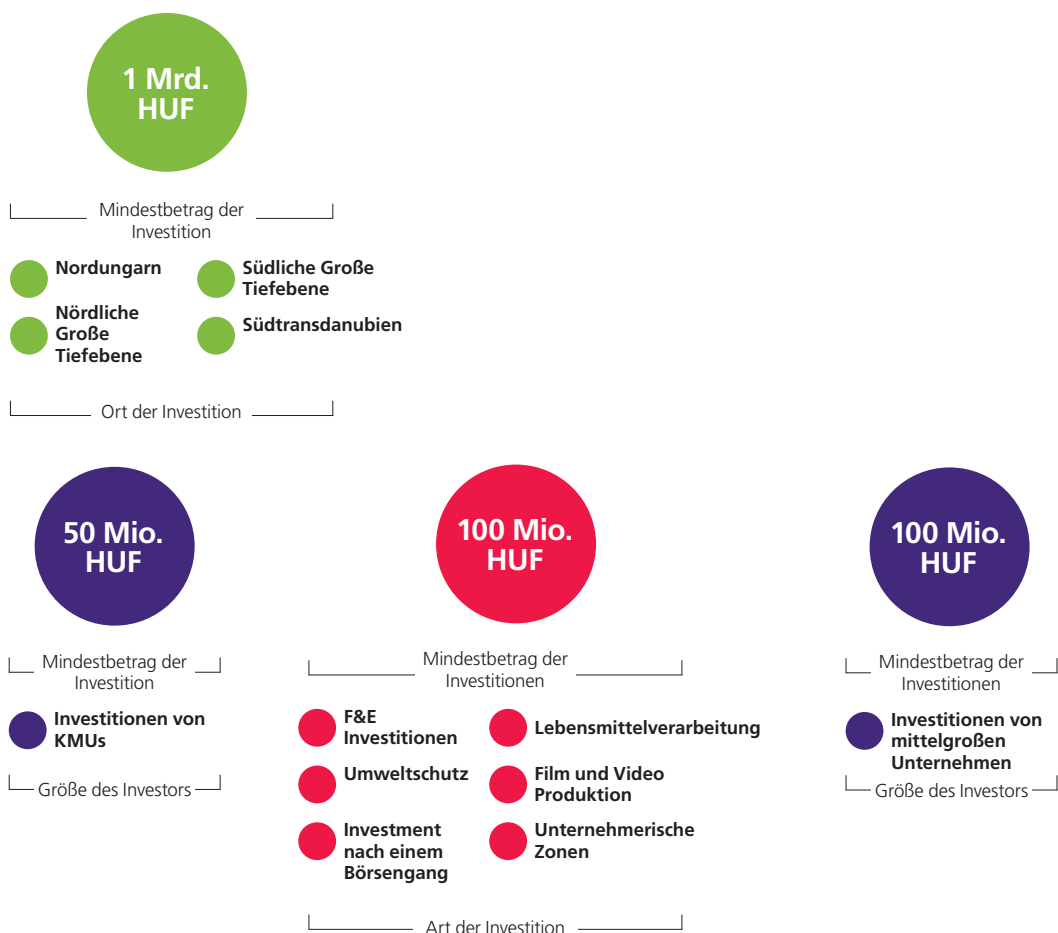 1 Mrd.
HUF
Mindestbetrag der
Investition
Nordungarn
Nördliche
Große
Tiefebene
Südliche Große
Tiefebene
Südtransdanubien
Ort der Investition
50 Mio.
HUF
Mindestbetrag der
Investition
Investitionen von
KMUs
Größe des Investors
100 Mio.
HUF
Mindestbetrag der
Investitionen
F&E
Investitionen
Umweltschutz
Investment
nach einem
Börsengang
Lebensmittelverarbeitung
Film und Video
Produktion
Unternehmerische
Zonen
Art der Investition
100 Mio.
HUF
Mindestbetrag der
Investitionen
Investitionen von
mittelgroßen
Unternehmen
Größe des Investors